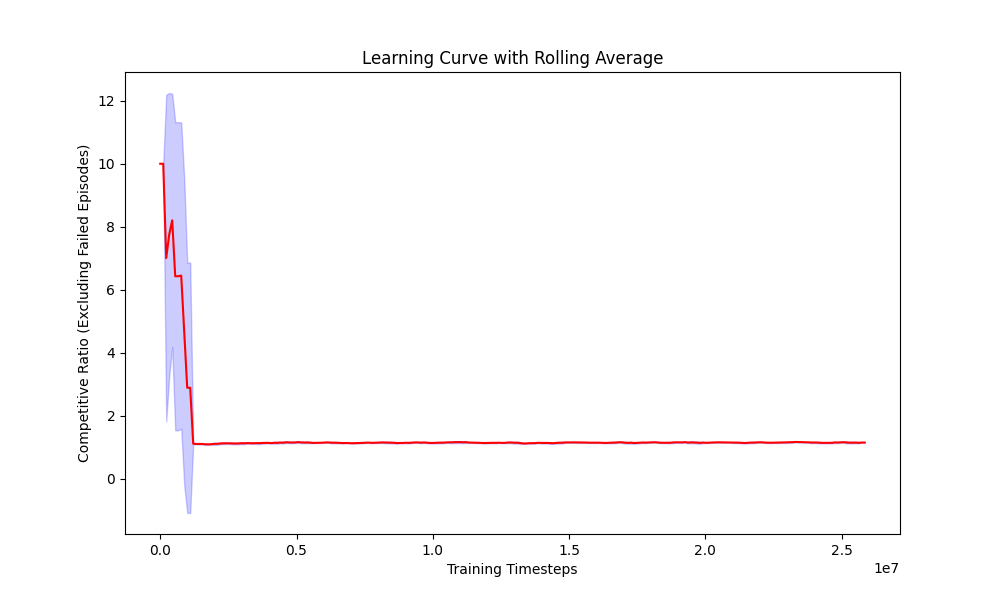 Learning Curve with Rolling Average
Competitive Ratio (Excluding Failed Episodes)
12
10
8
6
4
2
0
0.0 0.5 1.0 1.5 2.0 2.5
1e7
Training Timesteps